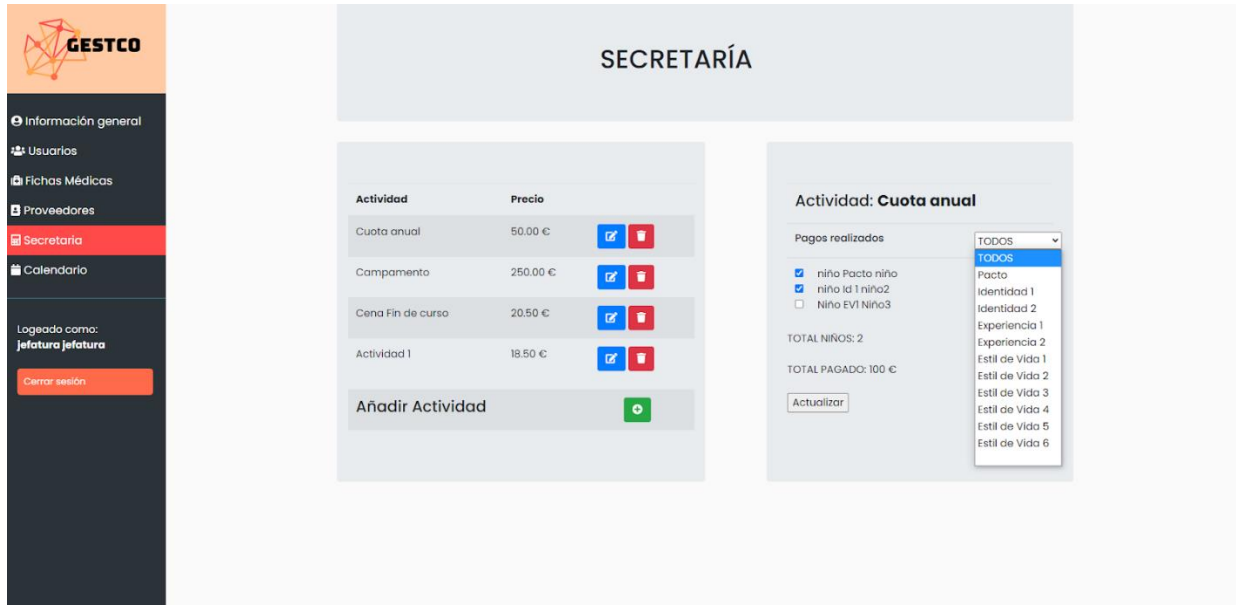 GESTCO
Información general
Usuarios
Fichas Médicas
Proveedores
Secretaria
Calendario
Logeado como:
jefatura jefatura
Cerrar sesión
SECRETARÍA
Actividad Precio
Cuota anual 50.00 €
Campamento 250.00 €
Cena Fin de curso 20.50 €
Actividad 1 18.50 €
Añadir Actividad
Actividad: Cuota anual
Pagos realizados TODOS
TODOS
Pacto
Identidad 1
Identidad 2
Experiencia 1
Experiencia 2
Estil de Vida 1
Estil de Vida 2
Estil de Vida 3
Estil de Vida 4
Estil de Vida 5
Estil de Vida 6
niño Pacto niño
niño Id 1 niño2
Niño EV1 Niño3
TOTAL NIÑOS: 2
TOTAL PAGADO: 100 €
Actualizar